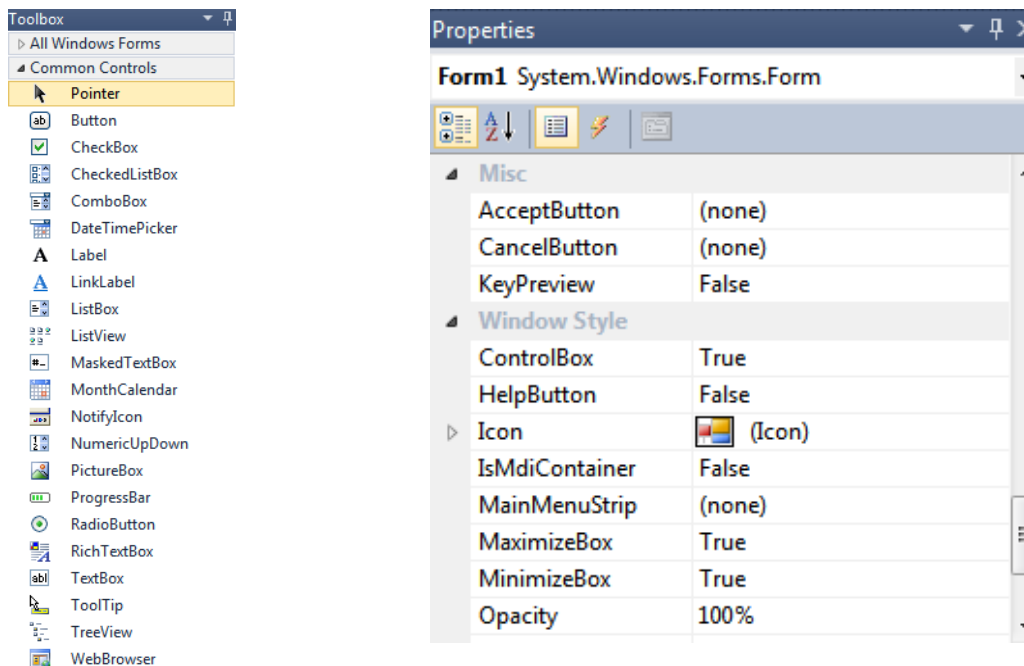 Toolbox
All Windows Forms
Common Controls
Pointer
Button
CheckBox
CheckedListBox
ComboBox
DateTimePicker
Label
LinkLabel
ListBox
ListView
MaskedTextBox
MonthCalendar
NotifyIcon
NumericUpDown
PictureBox
ProgressBar
RadioButton
RichTextBox
TextBox
ToolTip
TreeView
WebBrowser
Properties
Form1 System.Windows.Forms.Form
Misc
AcceptButton (none)
CancelButton (none)
KeyPreview False
Window Style
ControlBox True
HelpButton False
Icon (Icon)
IsMdiContainer False
MainMenuStrip (none)
MaximizeBox True
MinimizeBox True
Opacity 100%